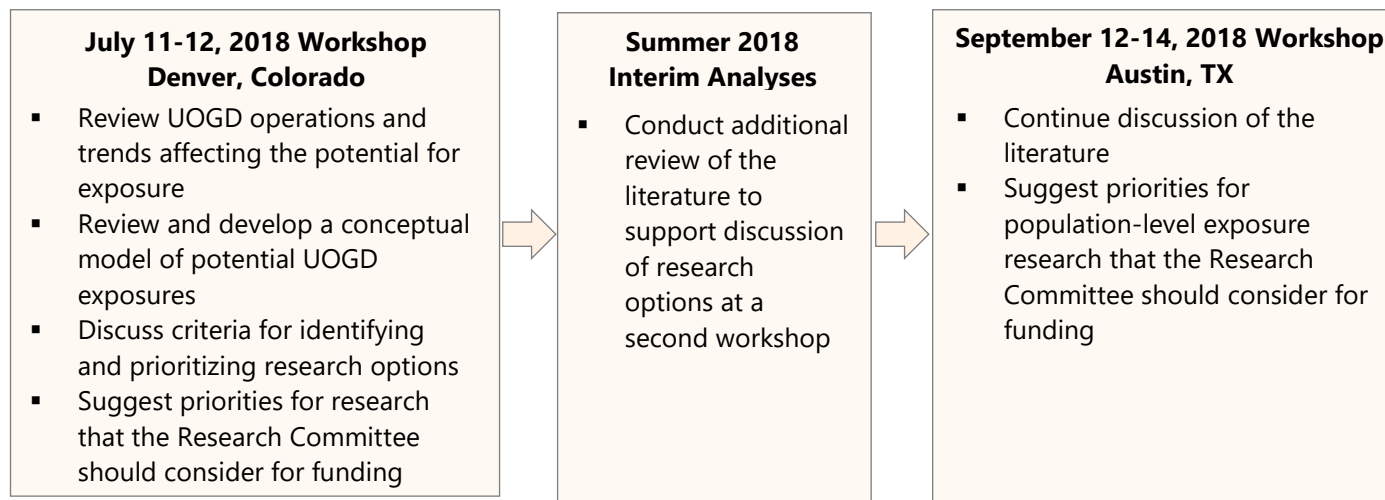 July 11-12, 2018 Workshop
Denver, Colorado
▪ Review UOGD operations and
trends affecting the potential for
exposure
▪ Review and develop a conceptual
model of potential UOGD
exposures
▪ Discuss criteria for identifying
and prioritizing research options
▪ Suggest priorities for research
that the Research Committee
should consider for funding
Summer 2018
Interim Analyses
▪ Conduct additional
review of the
literature to
support discussion
of research
options at a
second workshop
September 12-14, 2018 Workshop
Austin, TX
▪ Continue discussion of the
literature
▪ Suggest priorities for
population-level exposure
research that the Research
Committee should consider for
funding